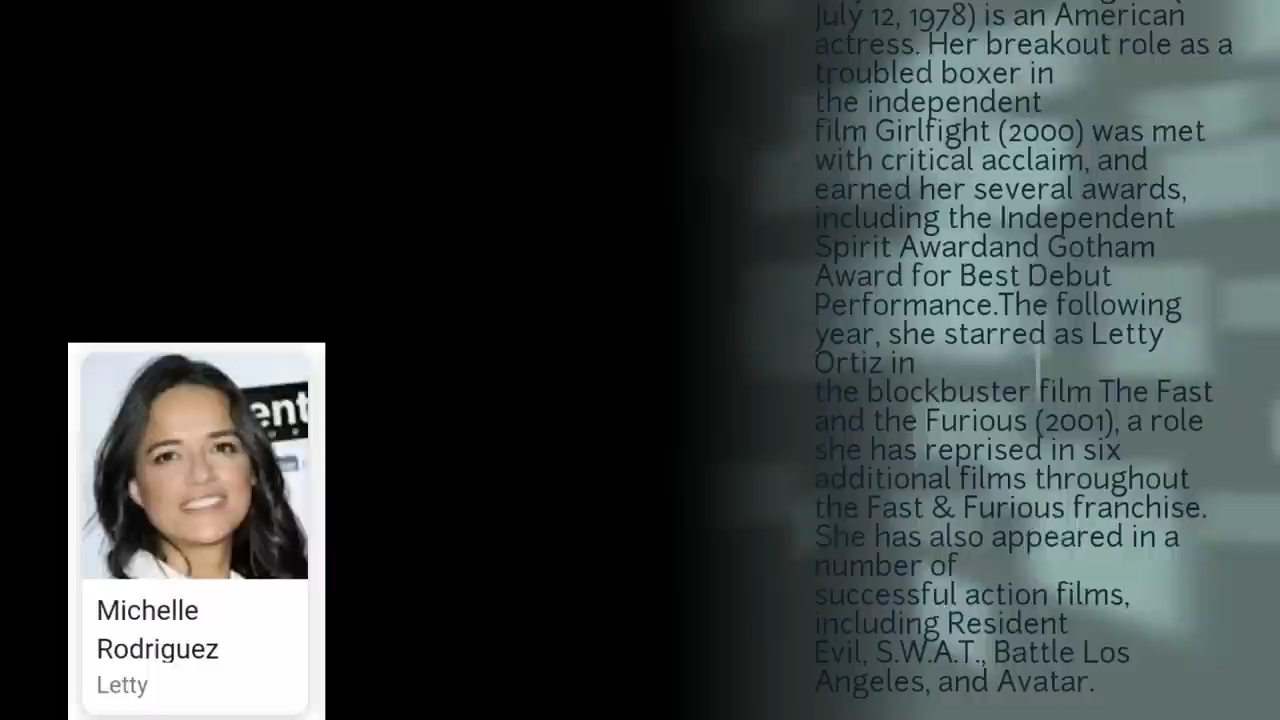 July 12, 1978) is an American
actress. Her breakout role as a
troubled boxer in
the independent
film Girlfight (2000) was met
with critical acclaim, and
earned her several awards,
including the Independent
Spirit Awardand Gotham
Award for Best Debut
Performance.The following
year, she starred as Letty
Ortiz in
the blockbuster film The Fast
and the Furious (2001), a role
she has reprised in six
additional films throughout
the Fast & Furious franchise.
She has also appeared in a
number of
successful action films,
including Resident
Evil, S.W.A.T., Battle Los
Angeles, and Avatar.
ent
Michelle
Rodriguez
Letty